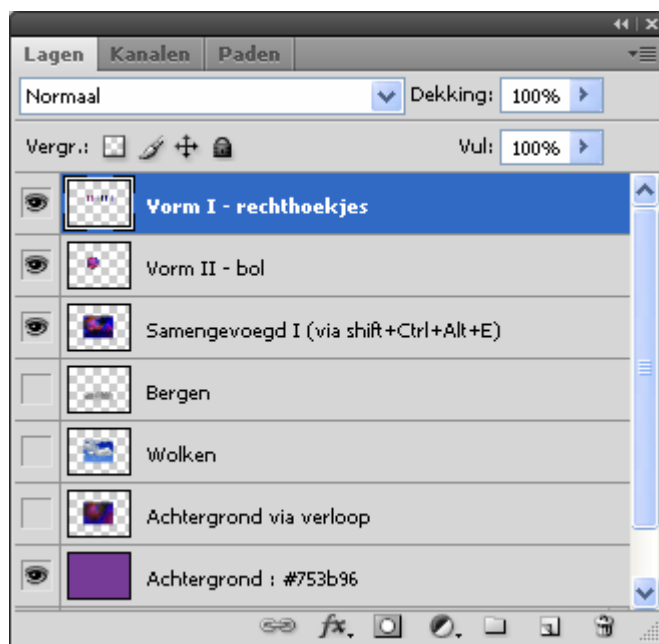 Lagen Kanalen Paden
Normaal Dekking: 100%
Vergr.: Vul: 100%
Vorm I - rechthoekjes
Vorm II - bol
Samengevoegd I (via shift+Ctrl+Alt+E)
Bergen
Wolken
Achtergrond via verloop
Achtergrond : #753b96
fx.